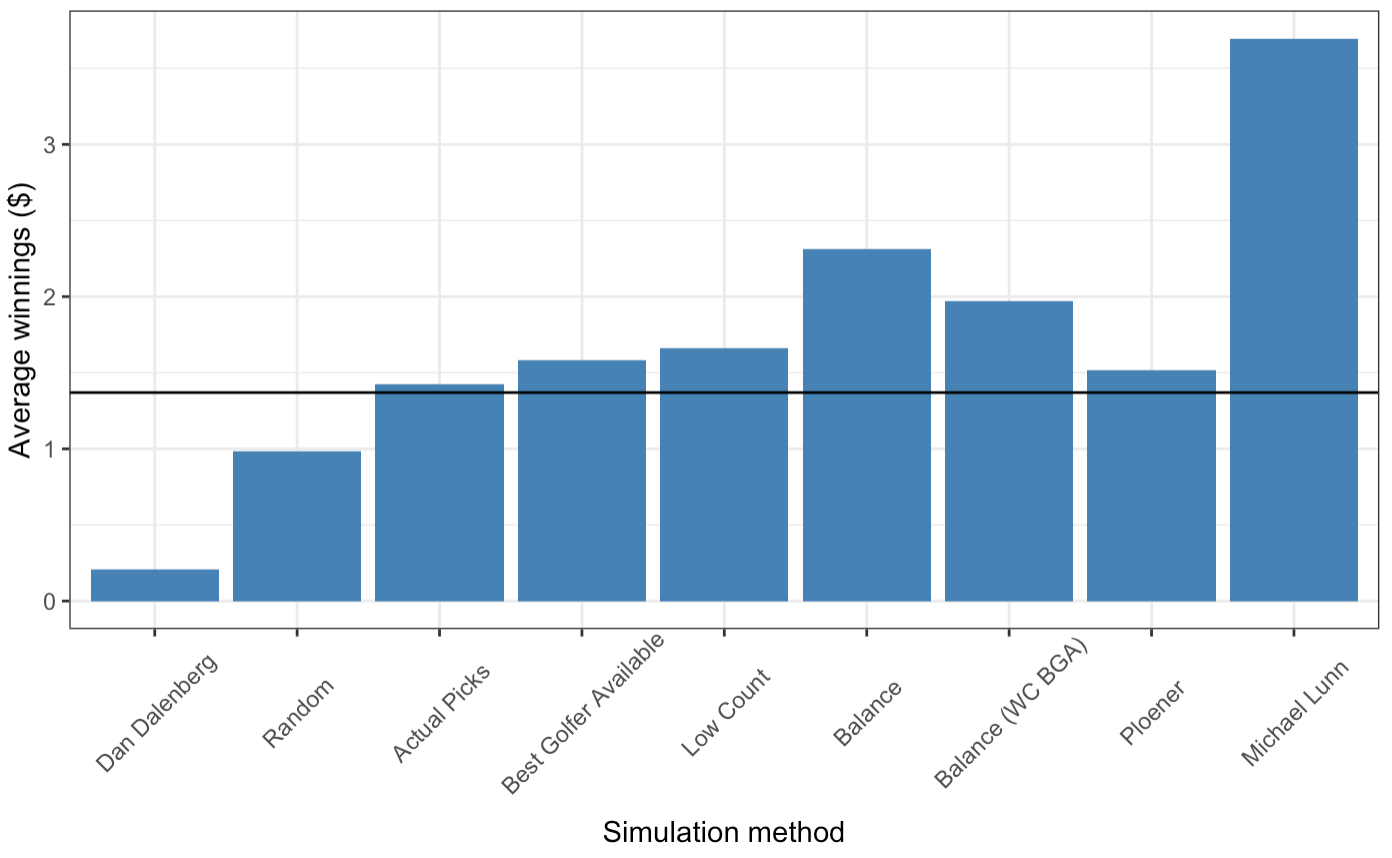 Average winnings ($)
3
2
1
0
Dan Dalenberg
Random
Actual Picks
Best Golfer Available
Low Count
Balance
Balance (WC BGA)
Ploener
Michael Lunn
Simulation method